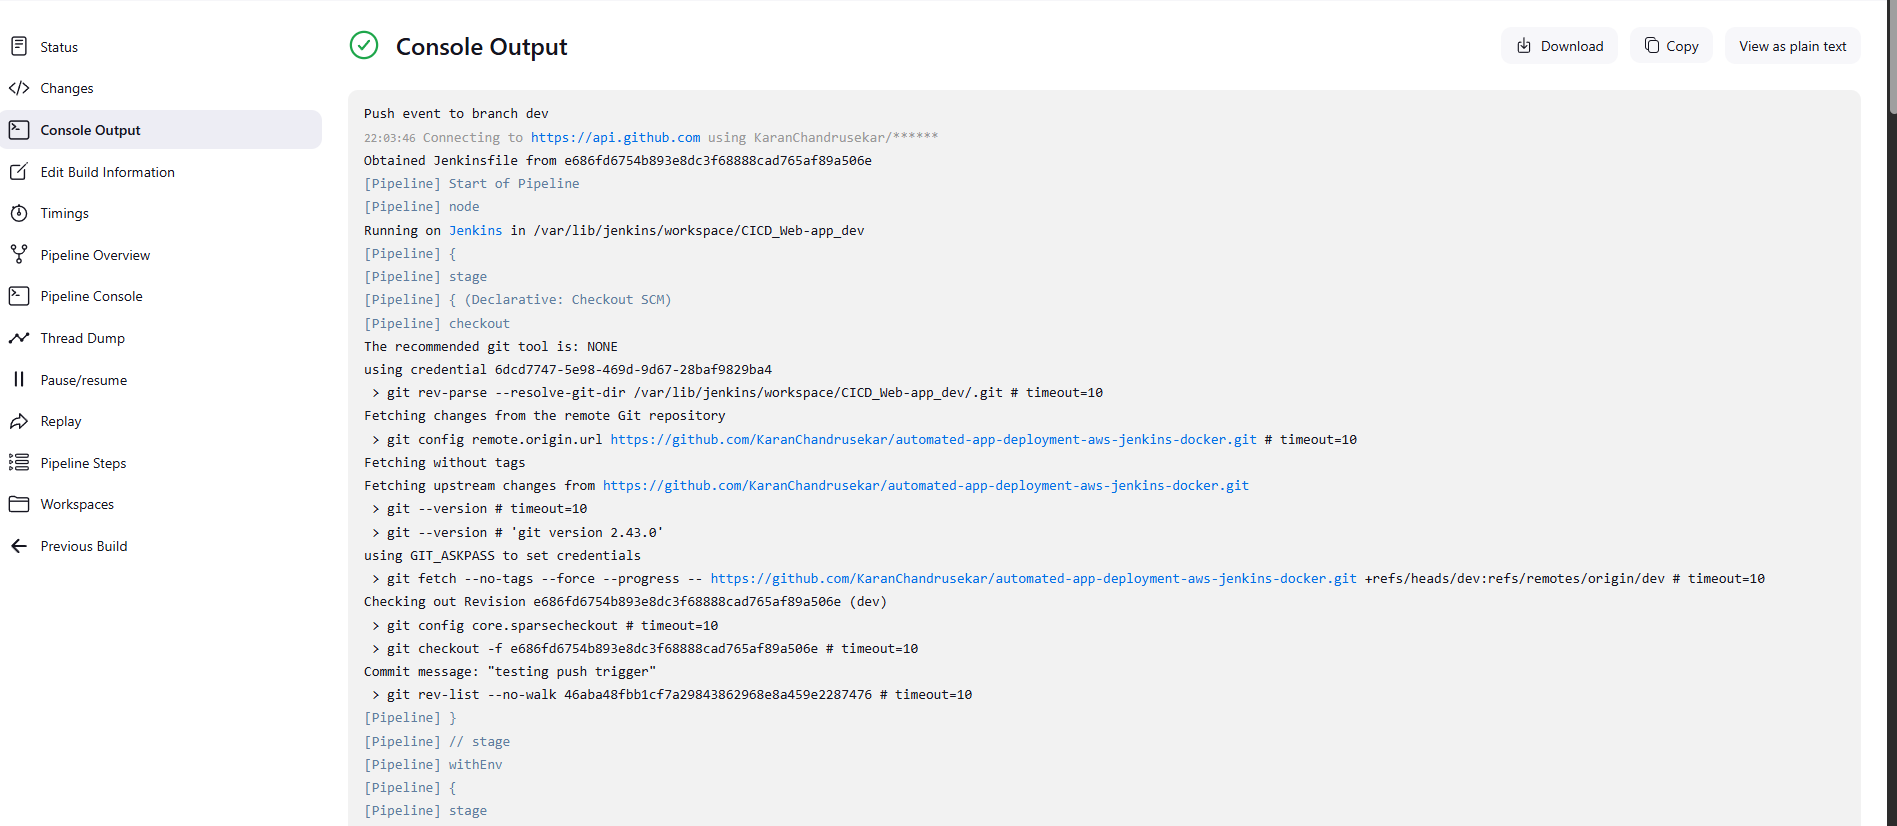 Status
Changes
Console Output
Edit Build Information
Timings
Pipeline Overview
Pipeline Console
Thread Dump
Pause/resume
Replay
Pipeline Steps
Workspaces
Previous Build
Console Output
Download
Copy
View as plain text
Push event to branch dev
22:03:46 Connecting to https://api.github.com using KaranChandrusekar/******
Obtained Jenkinsfile from e686fd6754b893e8dc3f68888cad765af89a506e
[Pipeline] Start of Pipeline
[Pipeline] node
Running on Jenkins in /var/lib/jenkins/workspace/CICD_Web-app_dev
[Pipeline] {
[Pipeline] stage
[Pipeline] { (Declarative: Checkout SCM)
[Pipeline] checkout
The recommended git tool is: NONE
using credential 6dcd7747-5e98-469d-9d67-28baf9829ba4
> git rev-parse --resolve-git-dir /var/lib/jenkins/workspace/CICD_Web-app_dev/.git # timeout=10
Fetching changes from the remote Git repository
> git config remote.origin.url https://github.com/KaranChandrusekar/automated-app-deployment-aws-jenkins-docker.git # timeout=10
Fetching without tags
Fetching upstream changes from https://github.com/KaranChandrusekar/automated-app-deployment-aws-jenkins-docker.git
> git --version # timeout=10
> git --version # 'git version 2.43.0'
using GIT_ASKPASS to set credentials
> git fetch --no-tags --force --progress -- https://github.com/KaranChandrusekar/automated-app-deployment-aws-jenkins-docker.git +refs/heads/dev:refs/remotes/origin/dev # timeout=10
Checking out Revision e686fd6754b893e8dc3f68888cad765af89a506e (dev)
> git config core.sparsecheckout # timeout=10
> git checkout -f e686fd6754b893e8dc3f68888cad765af89a506e # timeout=10
Commit message: "testing push trigger"
> git rev-list --no-walk 46aba48fbb1cf7a29843862968e8a459e2287476 # timeout=10
[Pipeline] }
[Pipeline] // stage
[Pipeline] withEnv
[Pipeline] {
[Pipeline] stage